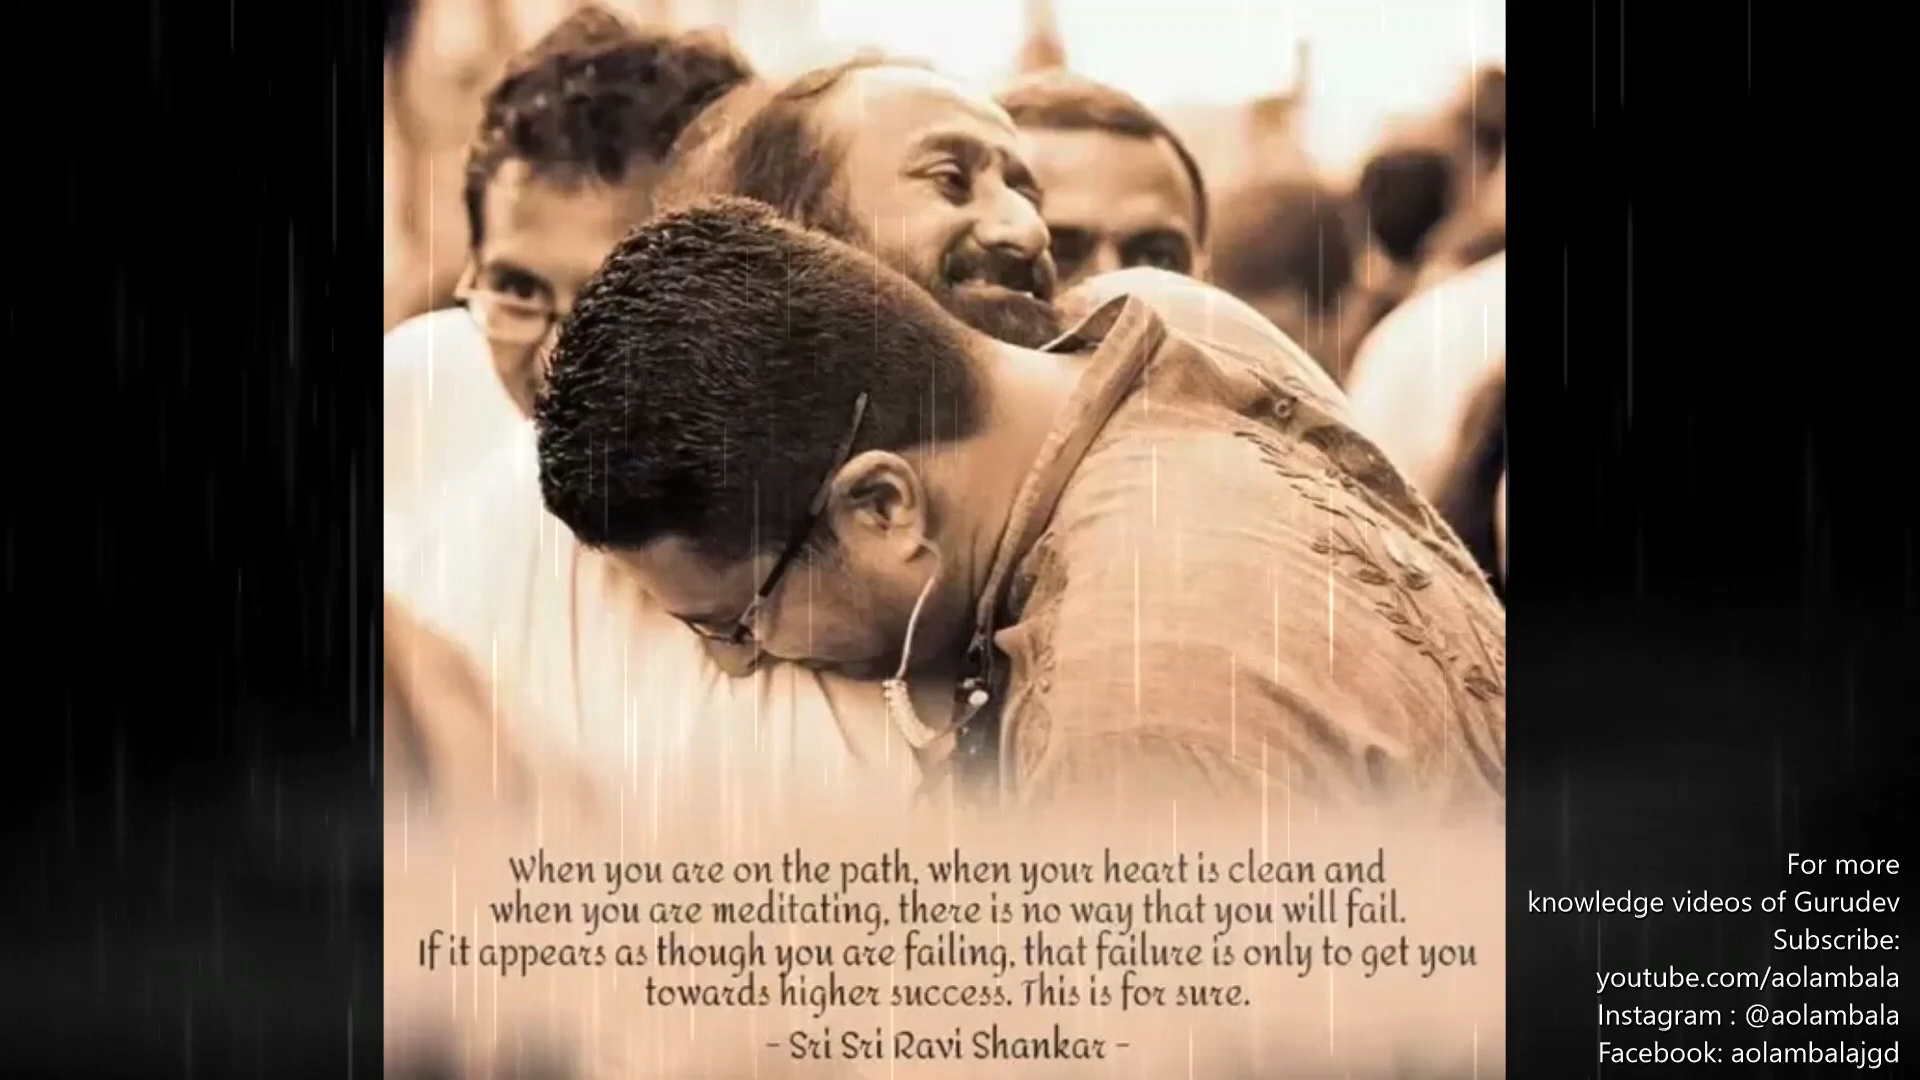 When you are on the path, when your heart is clean and
when you are meditating, there is no way that you will fail.
If it appears as though you are failing, that failure is only to get you
towards higher success. This is for sure.
- Sri Sri Ravi Shankar -
For more
knowledge videos of Gurudev
Subscribe:
youtube.com/aolambala
Instagram : @aolambala
Facebook: aolambalajgd